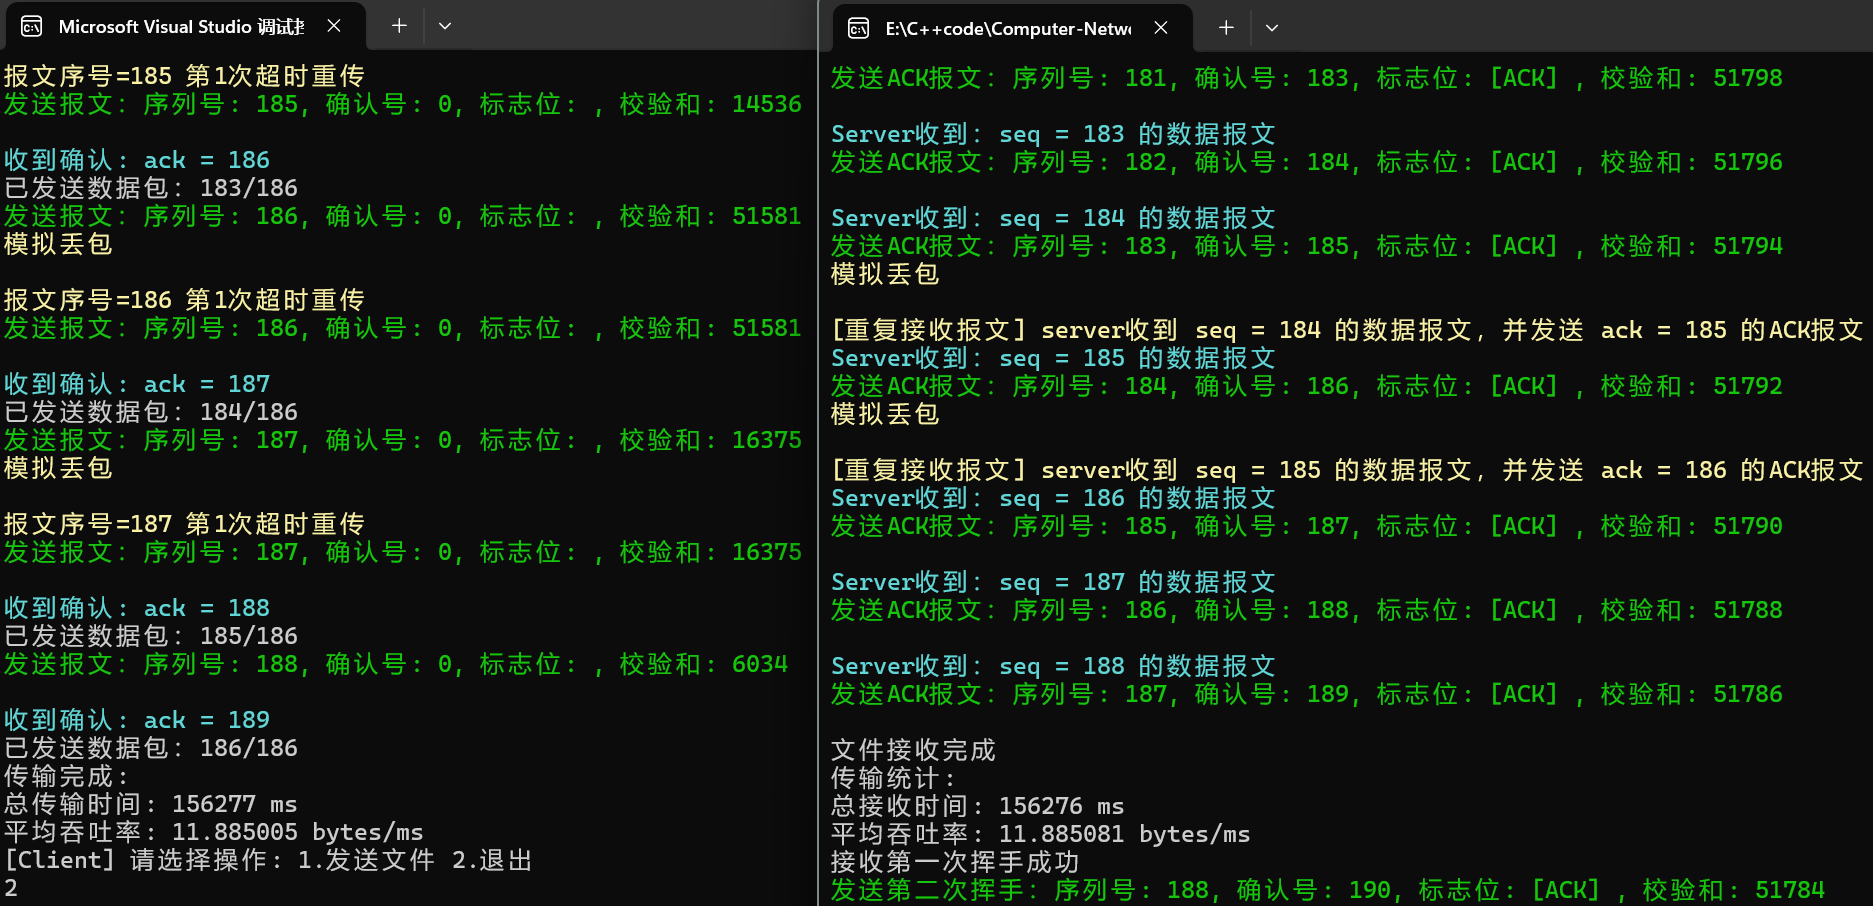 Microsoft Visual Studio 调试控
报文序号=185 第1次超时重传
发送报文: 序列号: 185, 确认号: 0, 标志位: , 校验和: 14536
收到确认: ack = 186
已发送数据包: 183/186
发送报文: 序列号: 186, 确认号: 0, 标志位: , 校验和: 51581
模拟丢包
报文序号=186 第1次超时重传
发送报文: 序列号: 186, 确认号: 0, 标志位: , 校验和: 51581
收到确认: ack = 187
已发送数据包: 184/186
发送报文: 序列号: 187, 确认号: 0, 标志位: , 校验和: 16375
模拟丢包
报文序号=187 第1次超时重传
发送报文: 序列号: 187, 确认号: 0, 标志位: , 校验和: 16375
收到确认: ack = 188
已发送数据包: 185/186
发送报文: 序列号: 188, 确认号: 0, 标志位: , 校验和: 6034
收到确认: ack = 189
已发送数据包: 186/186
传输完成:
总传输时间: 156277 ms
平均吞吐率: 11.885005 bytes/ms
[Client] 请选择操作: 1.发送文件 2.退出
2
E:\C++code\Computer-Netw
发送ACK报文: 序列号: 181, 确认号: 183, 标志位: [ACK] , 校验和: 51798
Server收到: seq = 183 的数据报文
发送ACK报文: 序列号: 182, 确认号: 184, 标志位: [ACK] , 校验和: 51796
Server收到: seq = 184 的数据报文
发送ACK报文: 序列号: 183, 确认号: 185, 标志位: [ACK] , 校验和: 51794
模拟丢包
[重复接收报文] server收到 seq = 184 的数据报文, 并发送 ack = 185 的ACK报文
Server收到: seq = 185 的数据报文
发送ACK报文: 序列号: 184, 确认号: 186, 标志位: [ACK] , 校验和: 51792
模拟丢包
[重复接收报文] server收到 seq = 185 的数据报文, 并发送 ack = 186 的ACK报文
Server收到: seq = 186 的数据报文
发送ACK报文: 序列号: 185, 确认号: 187, 标志位: [ACK] , 校验和: 51790
Server收到: seq = 187 的数据报文
发送ACK报文: 序列号: 186, 确认号: 188, 标志位: [ACK] , 校验和: 51788
Server收到: seq = 188 的数据报文
发送ACK报文: 序列号: 187, 确认号: 189, 标志位: [ACK] , 校验和: 51786
文件接收完成
传输统计:
总接收时间: 156276 ms
平均吞吐率: 11.885081 bytes/ms
接收第一次挥手成功
发送第二次挥手: 序列号: 188, 确认号: 190, 标志位: [ACK] , 校验和: 51784